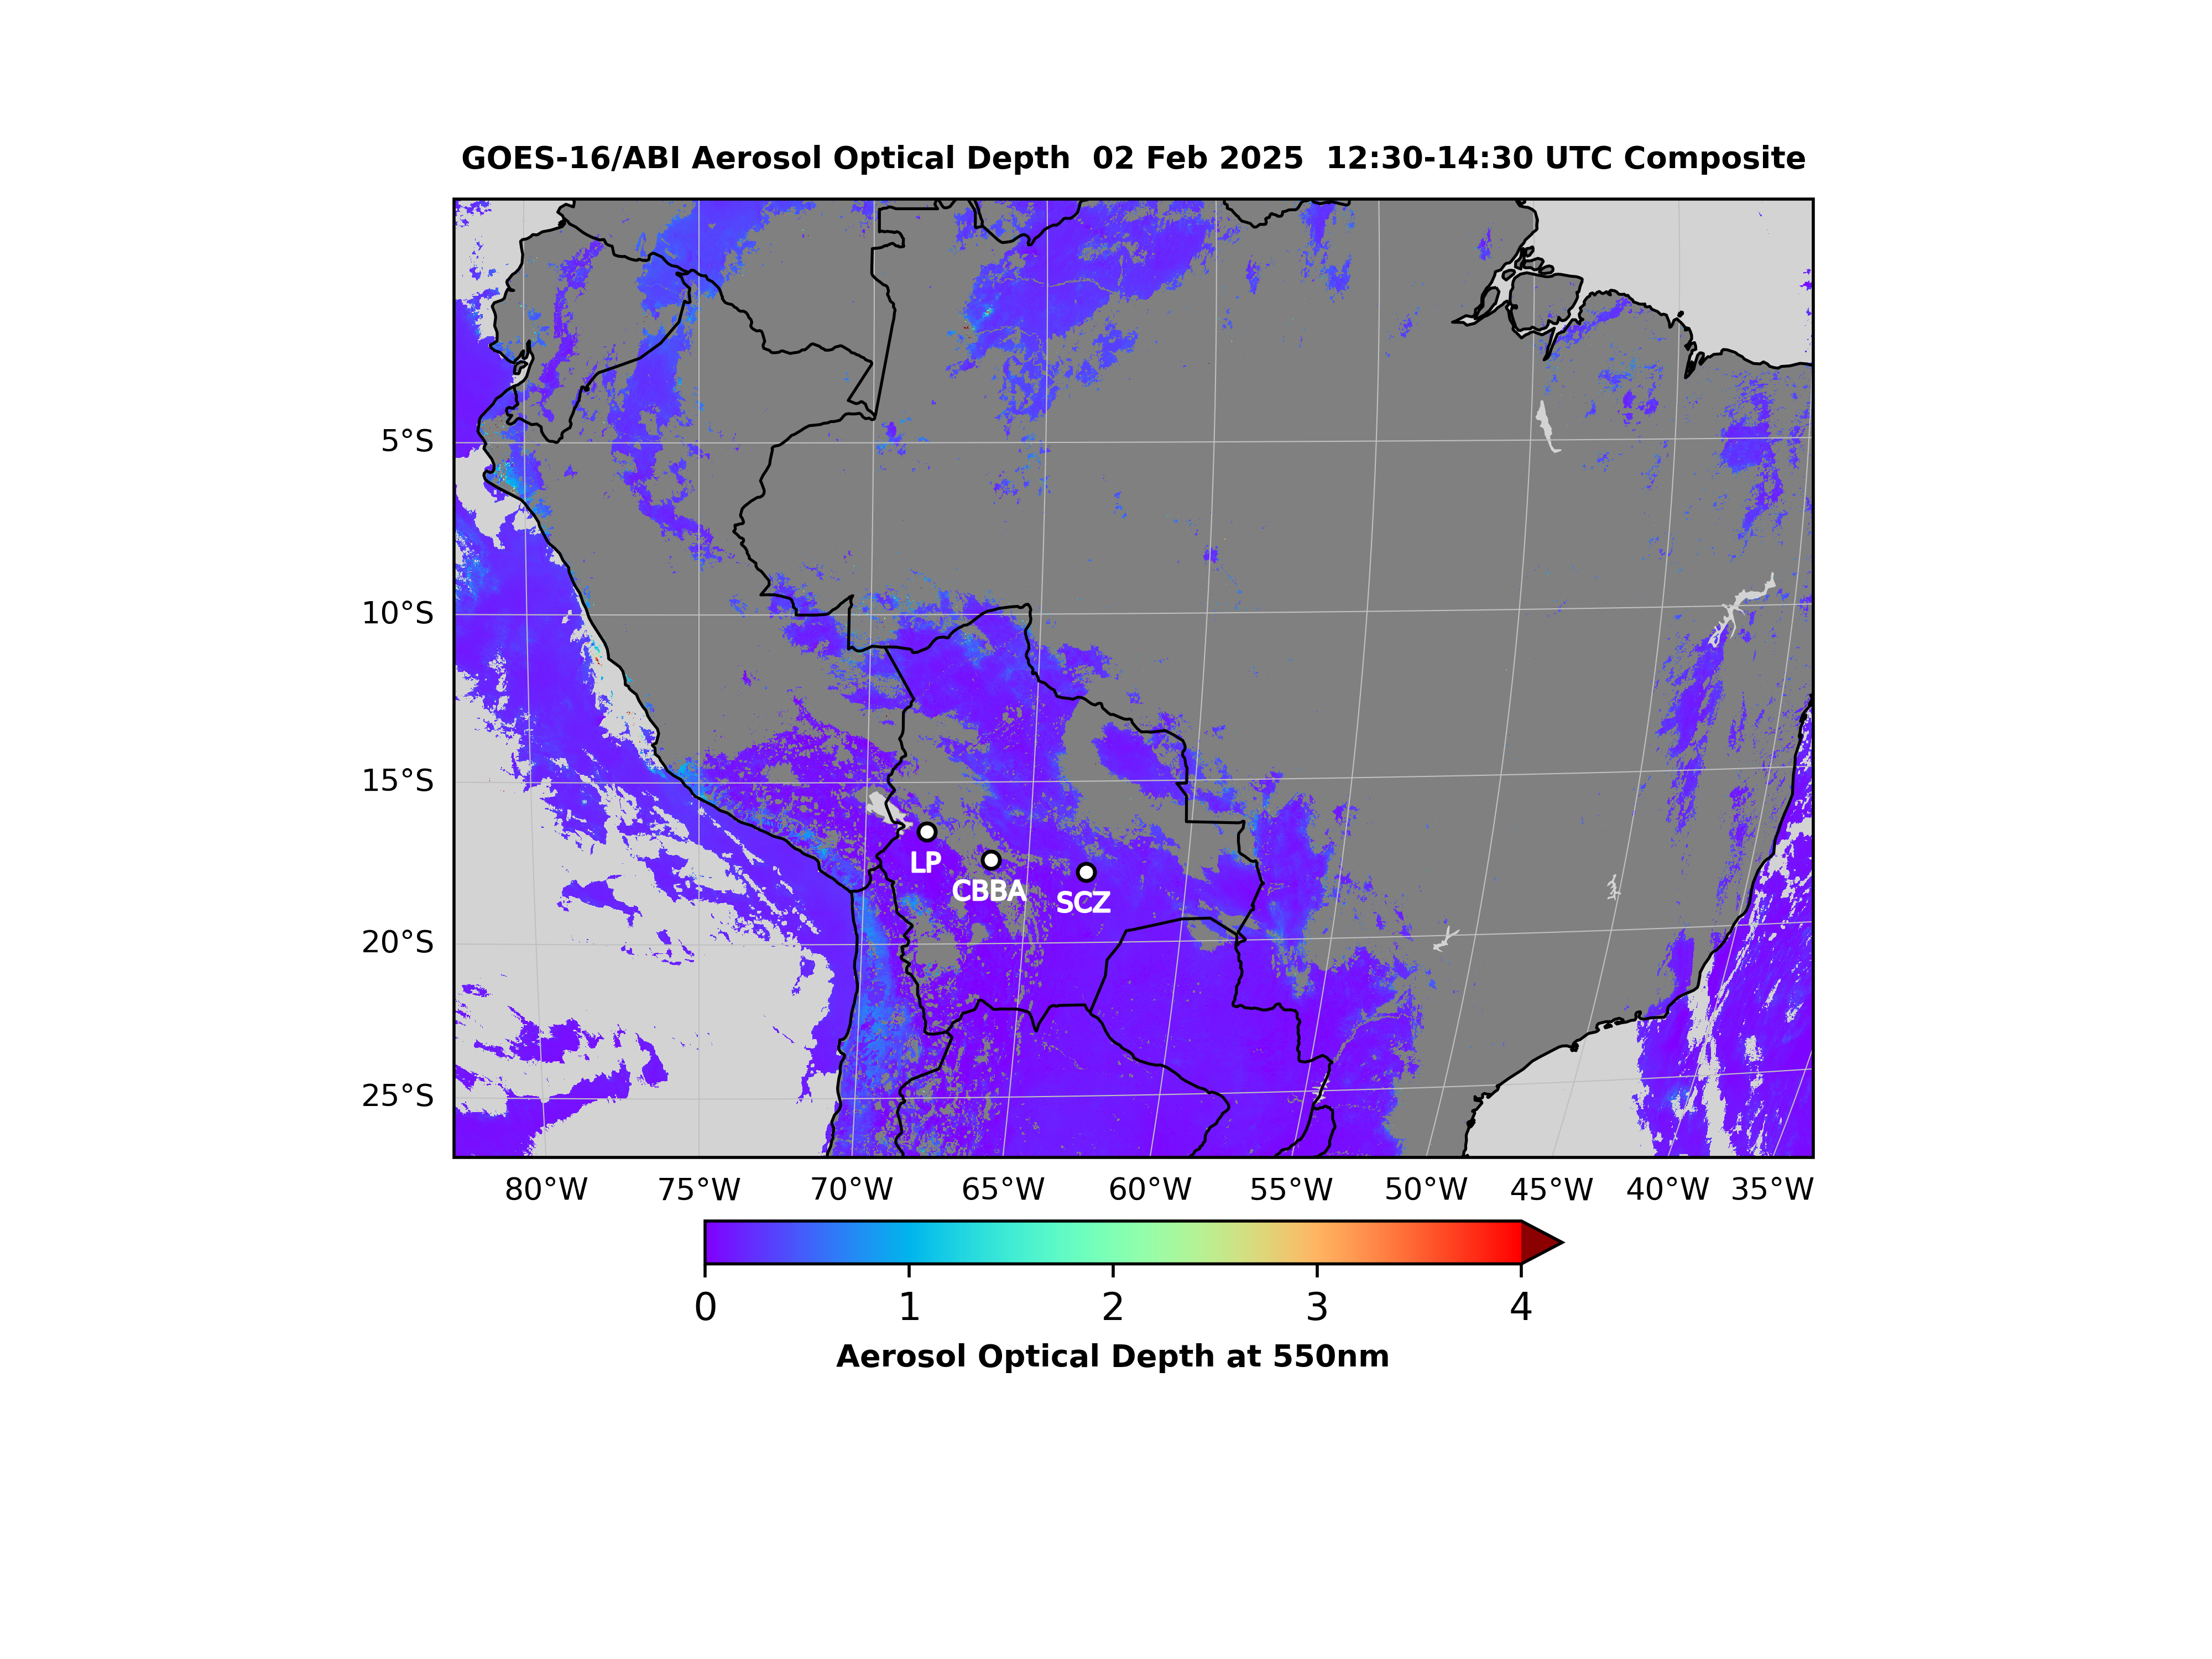 GOES-16/ABI Aerosol Optical Depth  02 Feb 2025  12:30-14:30 UTC Composite
5°S
10°S
15°S
20°S
25°S
LP
CBBA
SCZ
80°W 75°W 70°W 65°W 60°W 55°W 50°W 45°W 40°W 35°W
0 1 2 3 4
Aerosol Optical Depth at 550nm